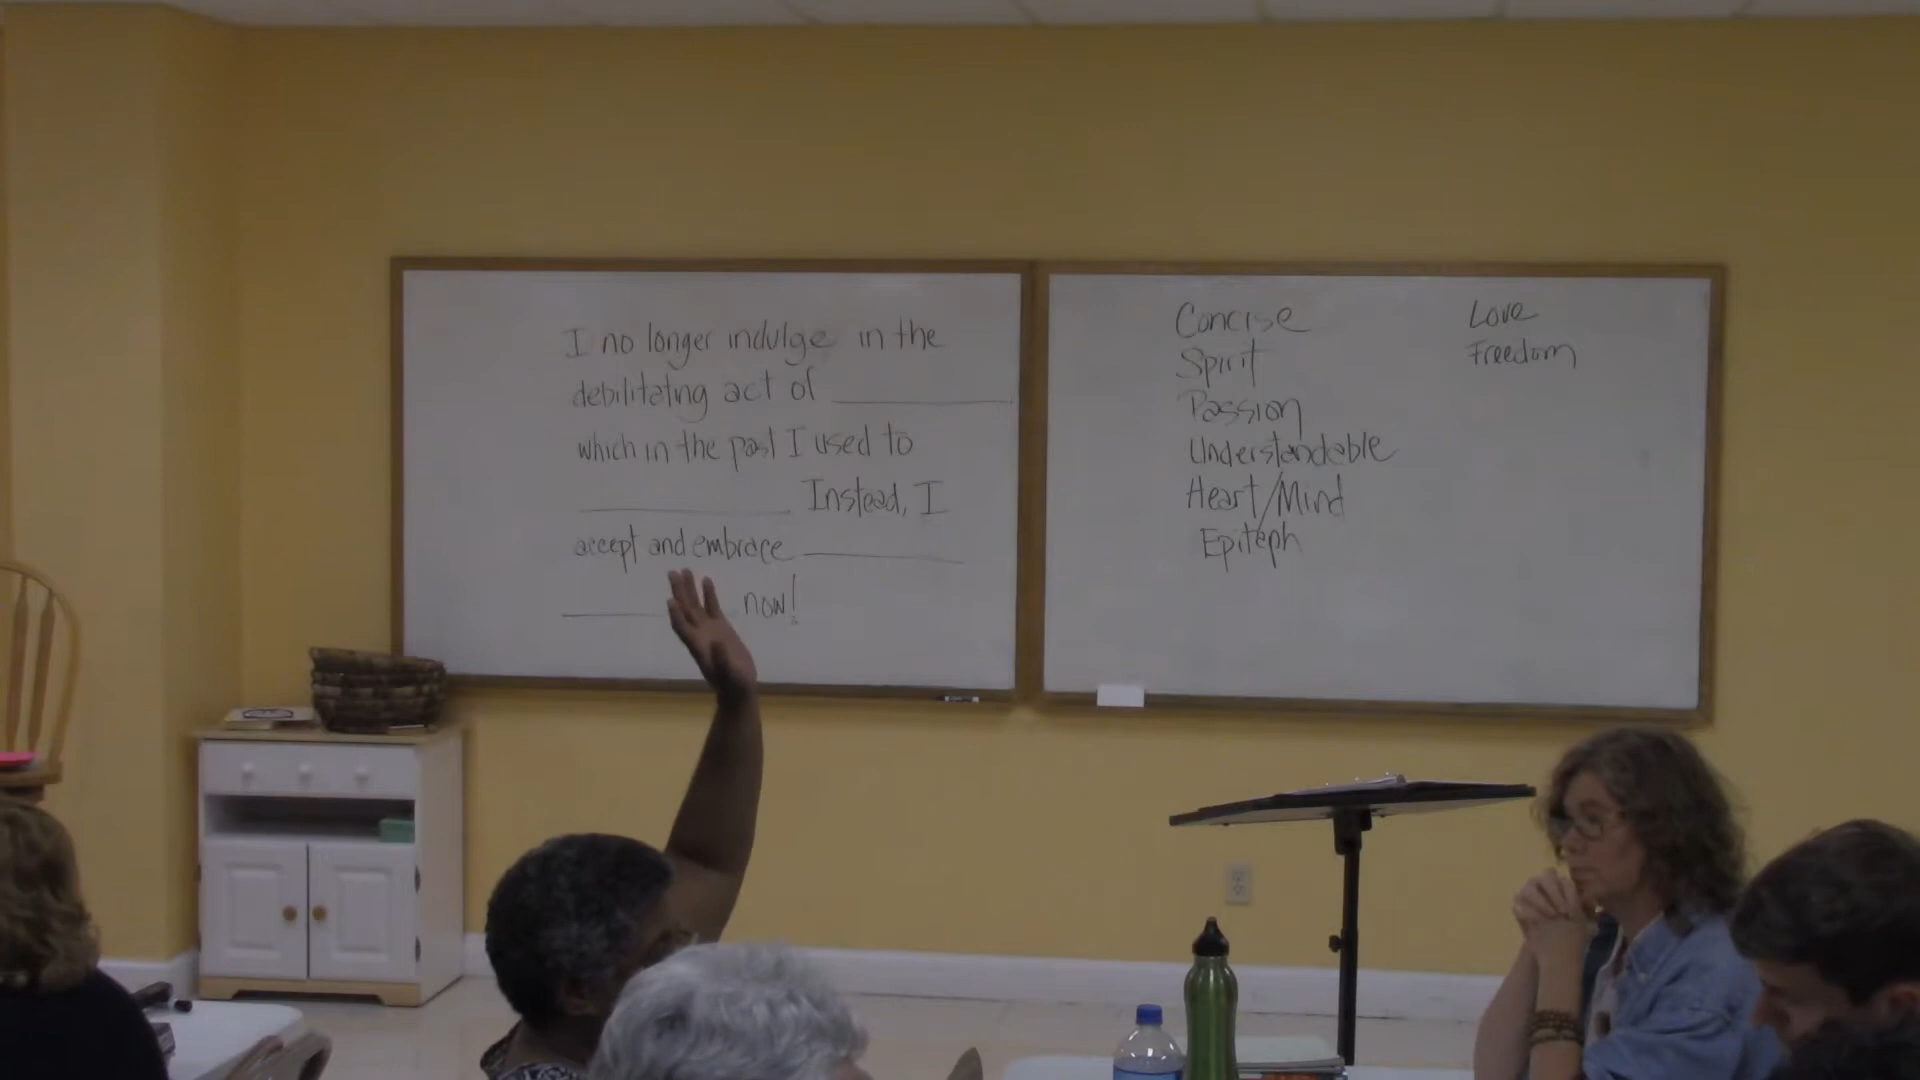 I no longer indulge in the
debilitatng act of
which in the past I used to
Instead, I
accept and embrace
now!
Concise
Spirit
Passion
Understandable
Heart/Mind
Epiteph
Love
Freedom